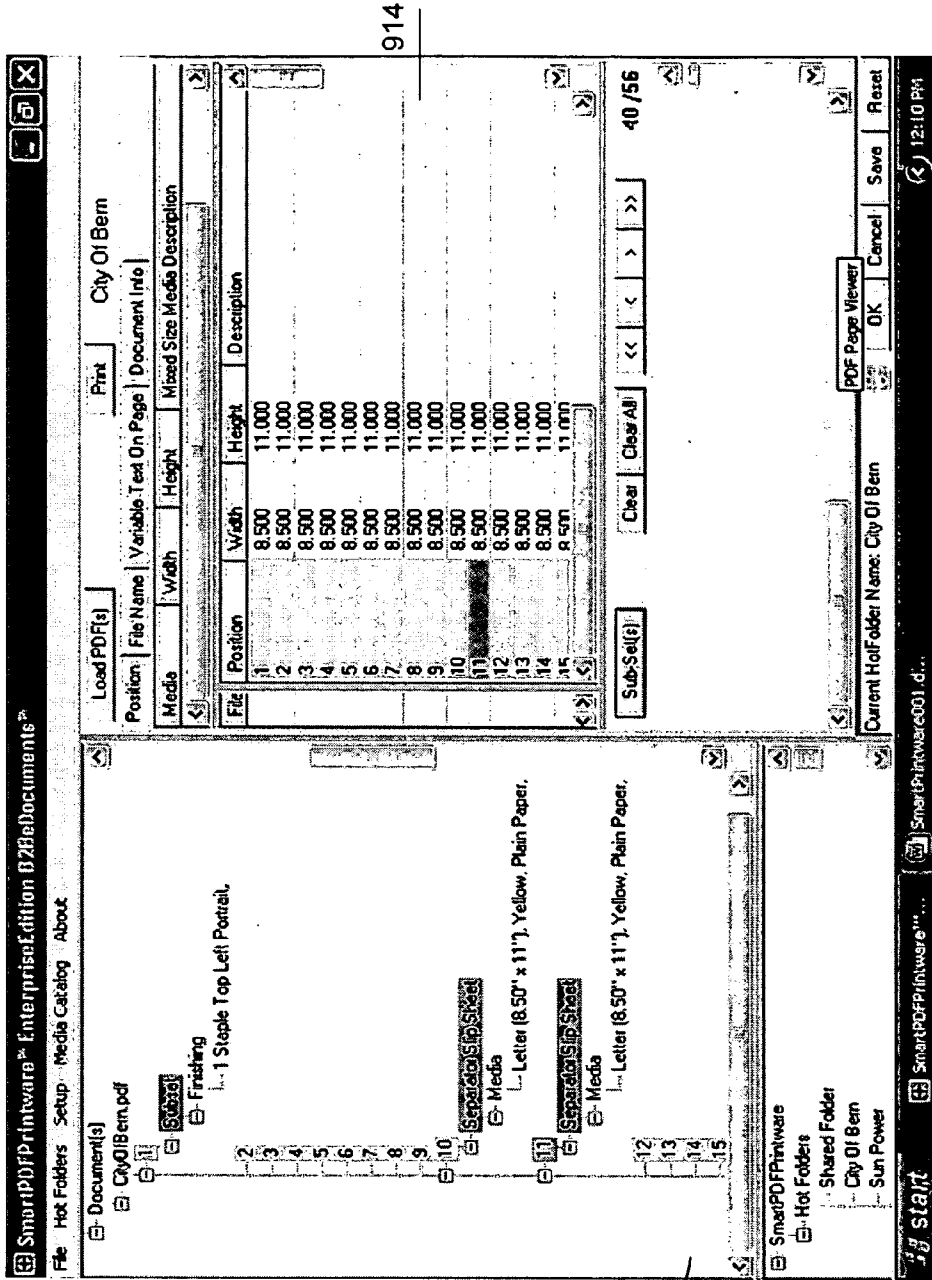 SmartPDFPrintware™ EnterpriseEdition B2BeDocuments™
File Hot Folders Setup Media Catalog About
Document(s)
CityOfBern.pdf
1
Subset
Finishing
1 Staple Top Left Portrait,
2
3
4
5
6
7
8
9
10
Separator/Slip Sheet
Media
Letter (8.50" x 11"), Yellow, Plain Paper,
11
Separator/Slip Sheet
Media
Letter (8.50" x 11"), Yellow, Plain Paper,
12
13
14
15
SmartPDFPrintware
Hot Folders
Shared Folder
City Of Bern
Sun Power
Load PDF(s) Print City Of Bern
Position File Name Variable-Text On Page Document Info
Media Width Height Mixed Size Media Description
File Position Width Height Description
1 8.500 11.000
2 8.500 11.000
3 8.500 11.000
4 8.500 11.000
5 8.500 11.000
6 8.500 11.000
7 8.500 11.000
8 8.500 11.000
9 8.500 11.000
10 8.500 11.000
11 8.500 11.000
12 8.500 11.000
13 8.500 11.000
14 8.500 11.000
15 8.500 11.000
914
Sub-Set(s) Clear Clear All << < > >> 40 /56
PDF Page Viewer
Current HotFolder Name: City Of Bern OK Cancel Save Reset
start SmartPDFPrintware™... SmartPrintware001.d... 12:10 PM